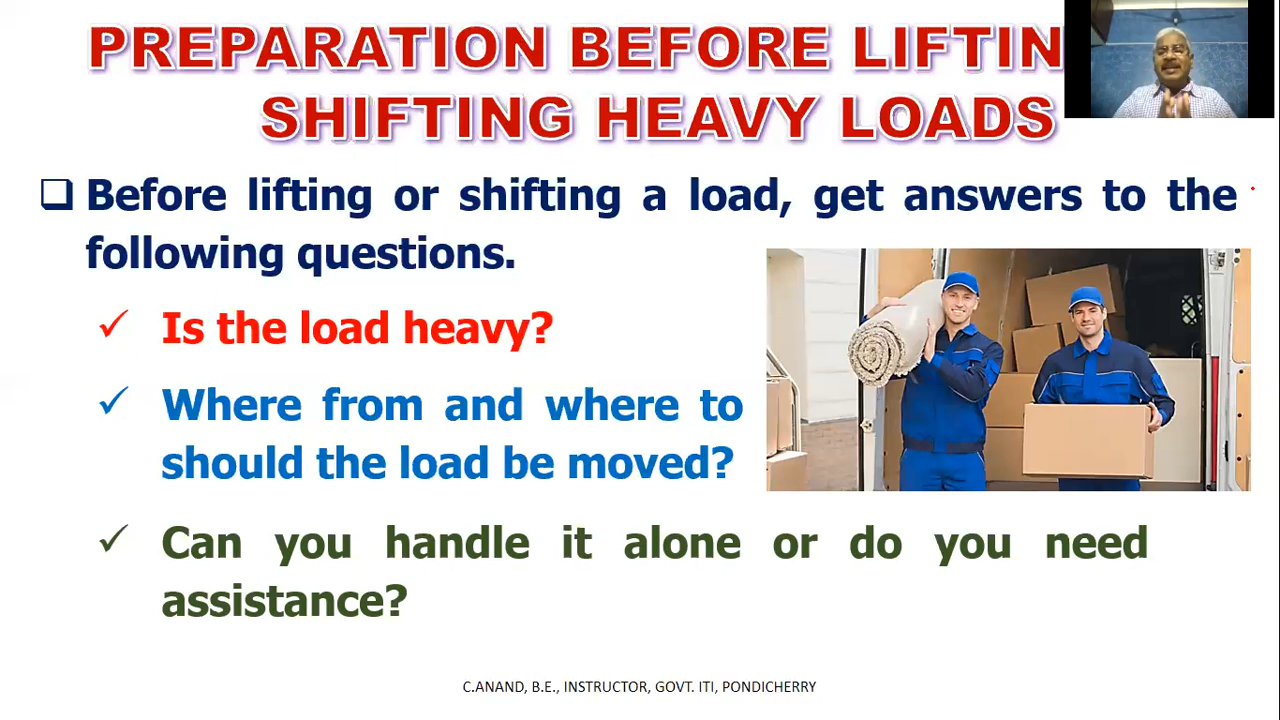 PREPARATION BEFORE LIFTIN
SHIFTING HEAVY LOADS
Before lifting or shifting a load, get answers to the
following questions.
Is the load heavy?
Where from and where to
should the load be moved?
Can you handle it alone or do you need
assistance?
C.ANAND, B.E., INSTRUCTOR, GOVT. ITI, PONDICHERRY